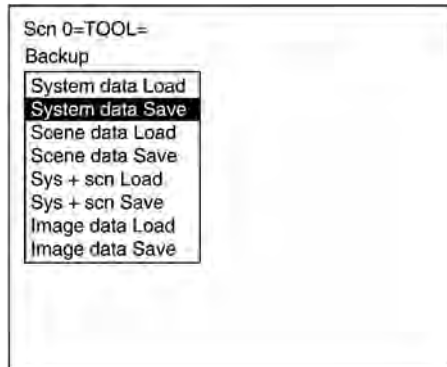 Scn 0=TOOL=
Backup
System data Load
System data Save
Scene data Load
Scene data Save
Sys + scn Load
Sys + scn Save
Image data Load
Image data Save